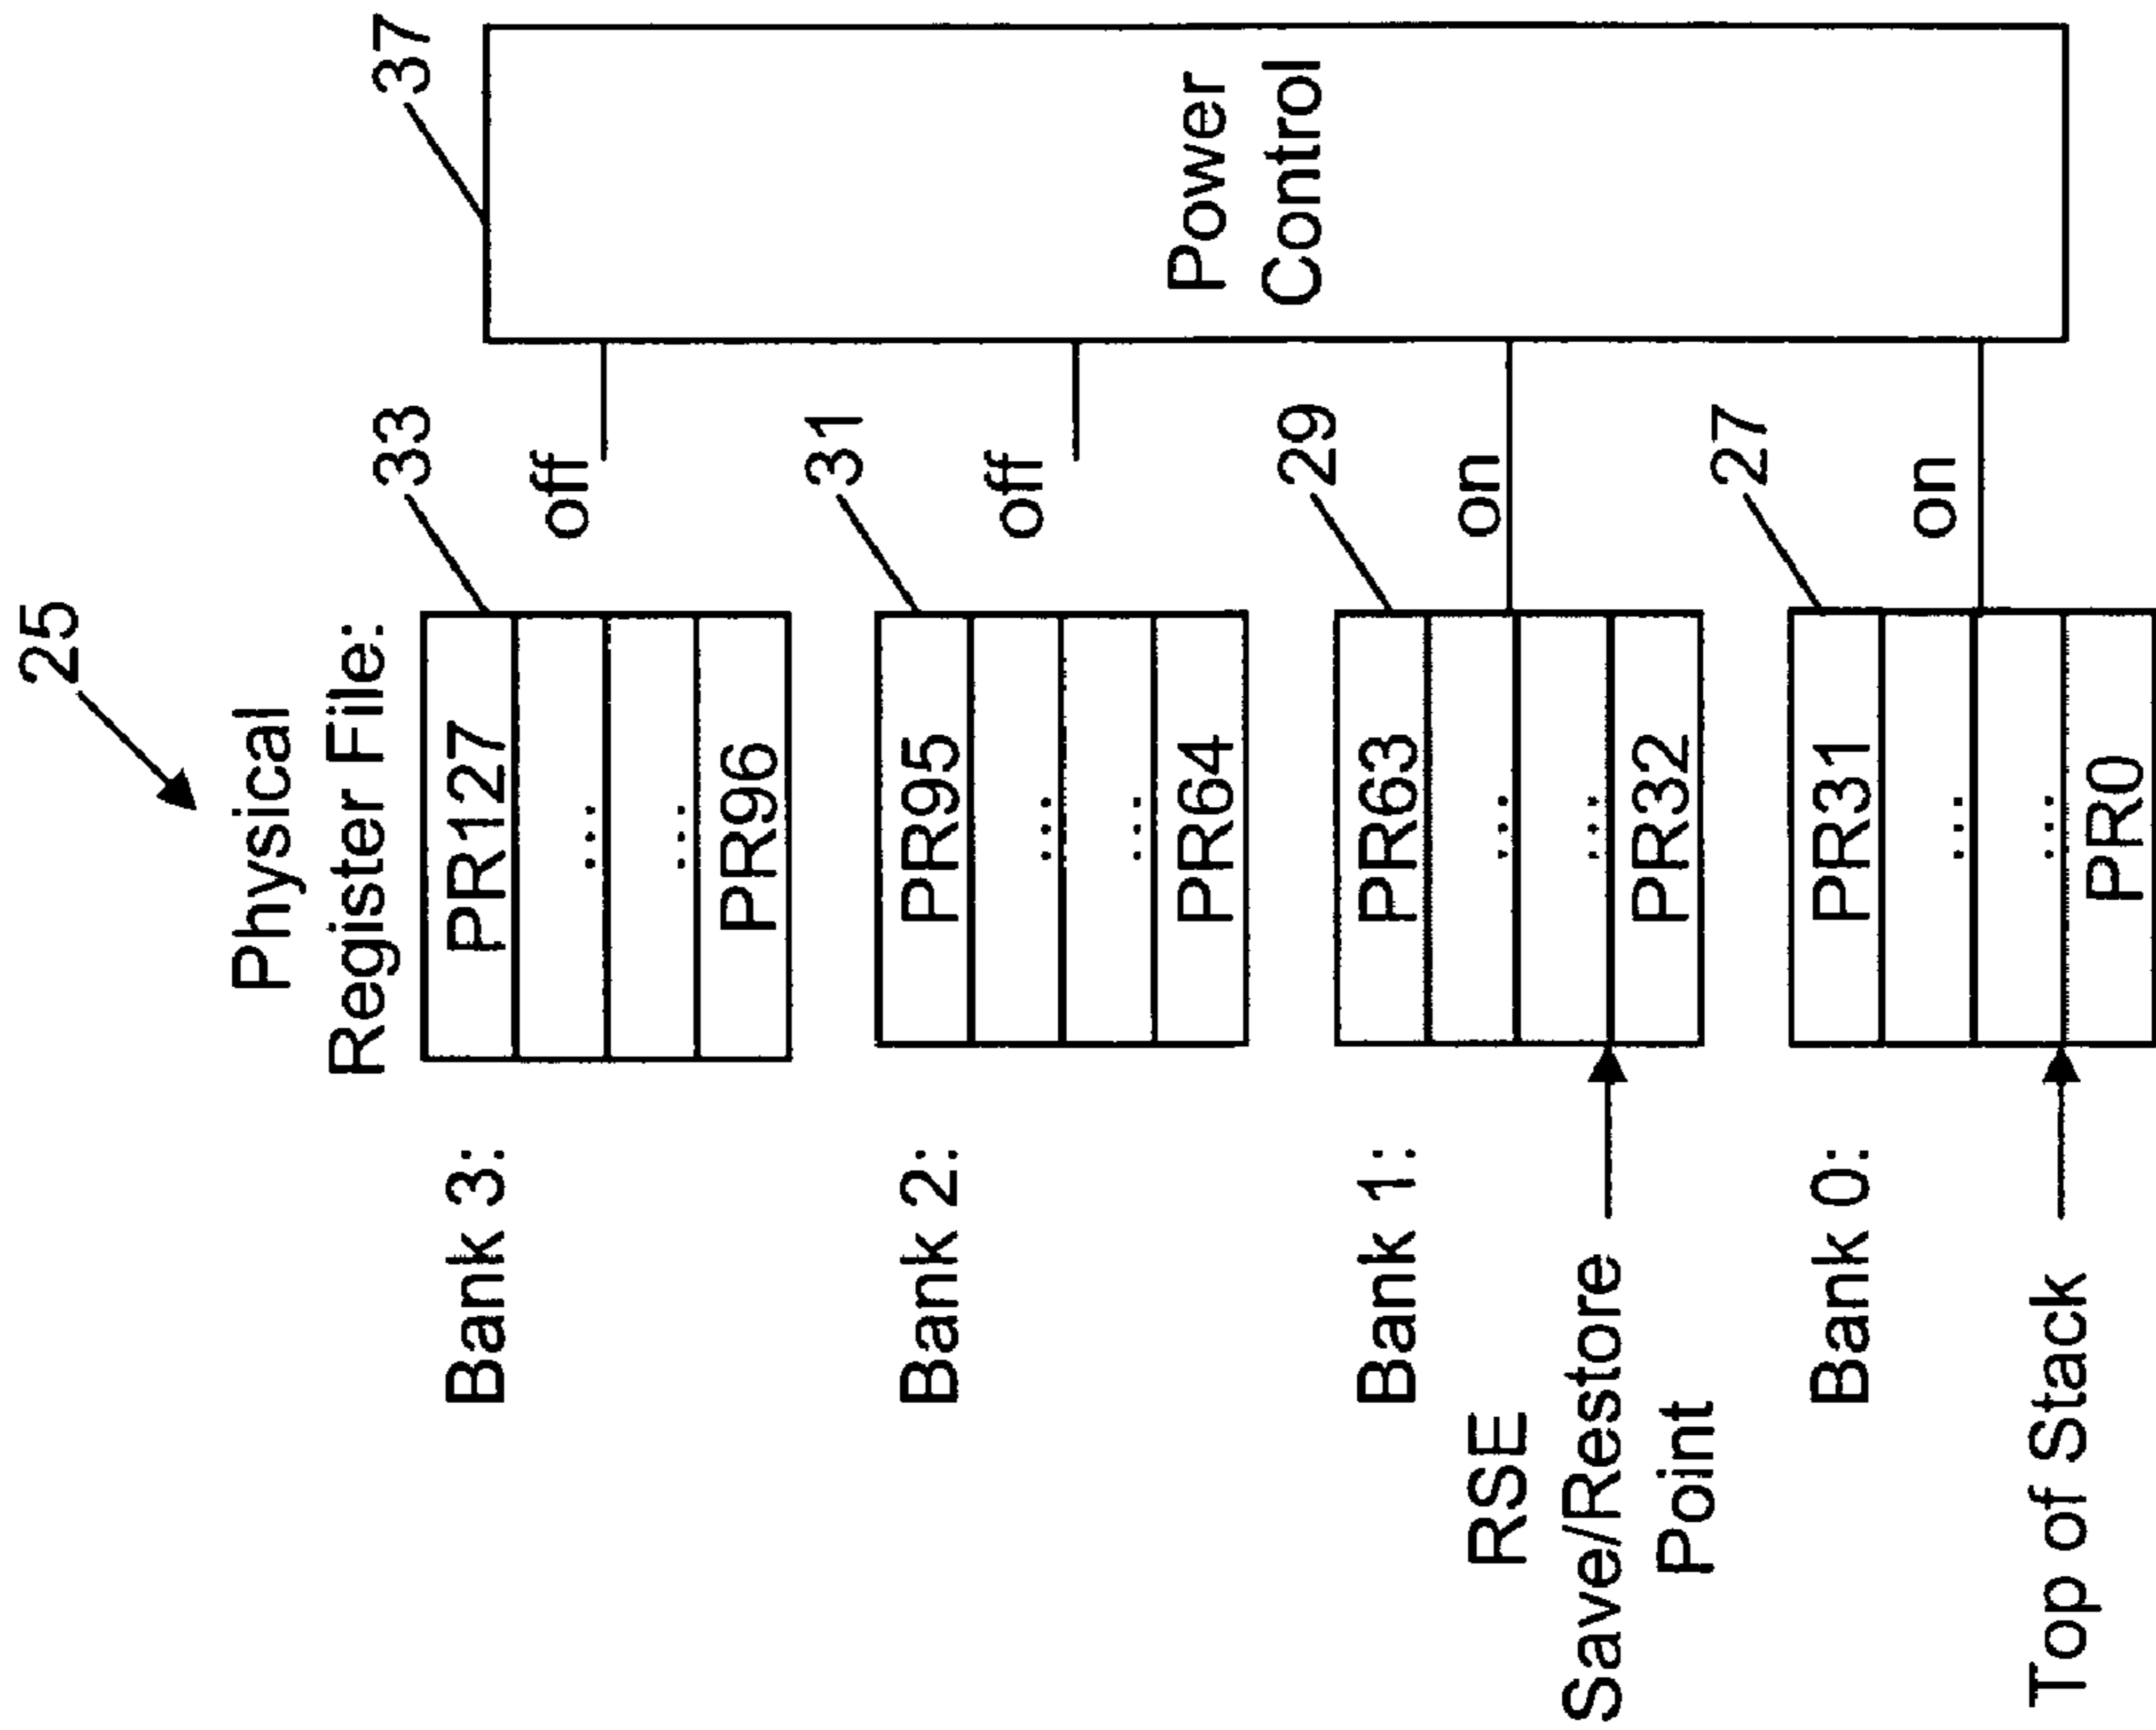 25
Physical
Register File:
37
33
31
29
27
Bank 3:
PR127
...
...
PR96
off
Bank 2:
PR95
...
...
PR64
off
Bank 1:
PR63
...
...
PR32
on
RSE
Save/Restore
Point
Bank 0:
PR31
...
...
PR0
on
Top of Stack
Power
Control